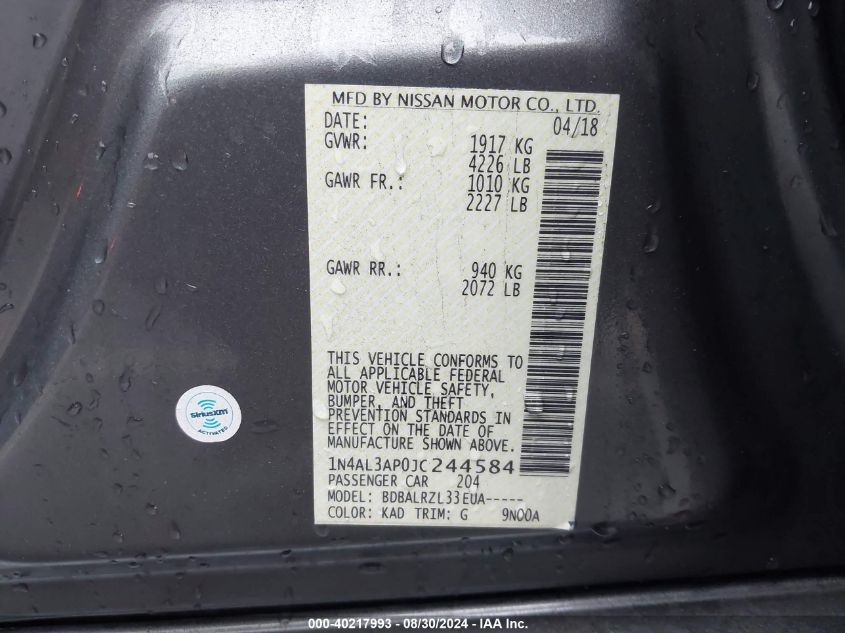 MFD BY NISSAN MOTOR CO., LTD.
DATE: 04/18
GVWR: 1917 KG
4226 LB
GAWR FR.: 1010 KG
2227 LB
GAWR RR.: 940 KG
2072 LB
THIS VEHICLE CONFORMS TO
ALL APPLICABLE FEDERAL
MOTOR VEHICLE SAFETY,
BUMPER, AND THEFT
PREVENTION STANDARDS IN
EFFECT ON THE DATE OF
MANUFACTURE SHOWN ABOVE.
1N4AL3AP0JC244584
PASSENGER CAR 204
MODEL: BDBALRZL33EUA-----
COLOR: KAD TRIM: G 9N00A
siriusxm
ACTIVATED
000-40217993 - 08/30/2024 - IAA Inc.